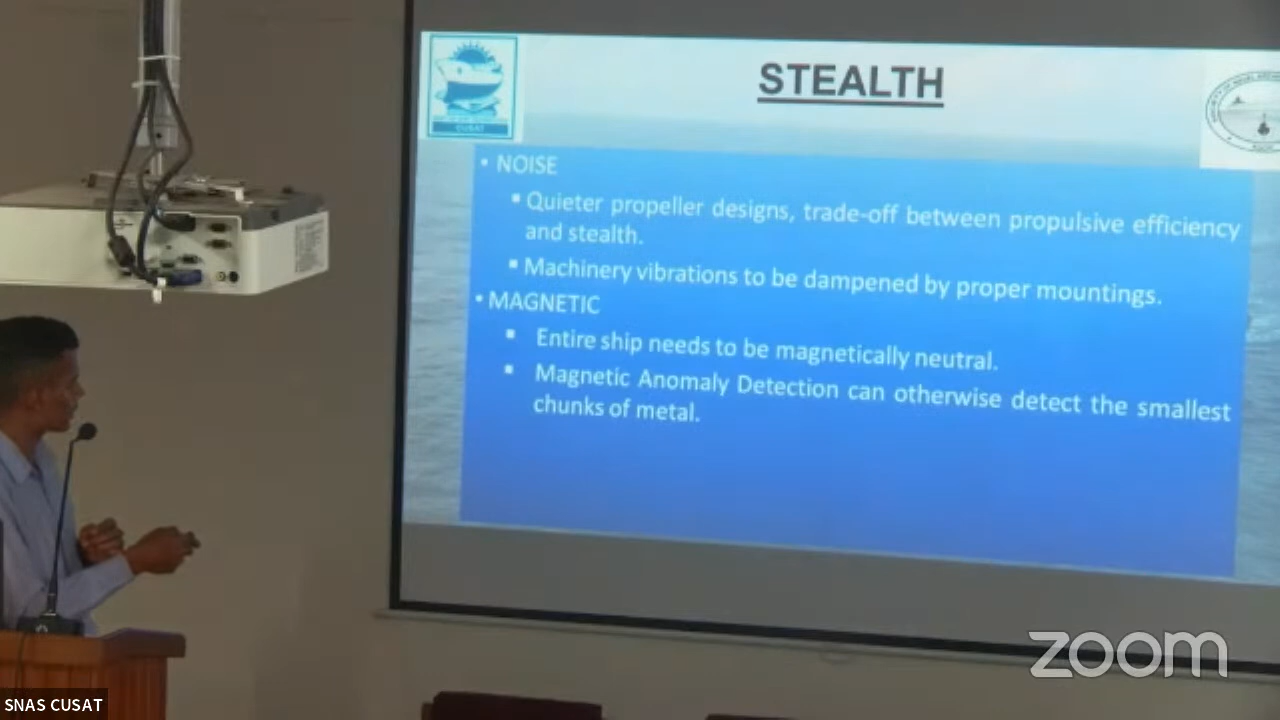 STEALTH
CUSAT
• NOISE
▪ Quieter propeller designs, trade-off between propulsive efficiency
and stealth.
▪ Machinery vibrations to be dampened by proper mountings.
• MAGNETIC
▪ Entire ship needs to be magnetically neutral.
▪ Magnetic Anomaly Detection can otherwise detect the smallest
chunks of metal.
zoom
SNAS CUSAT